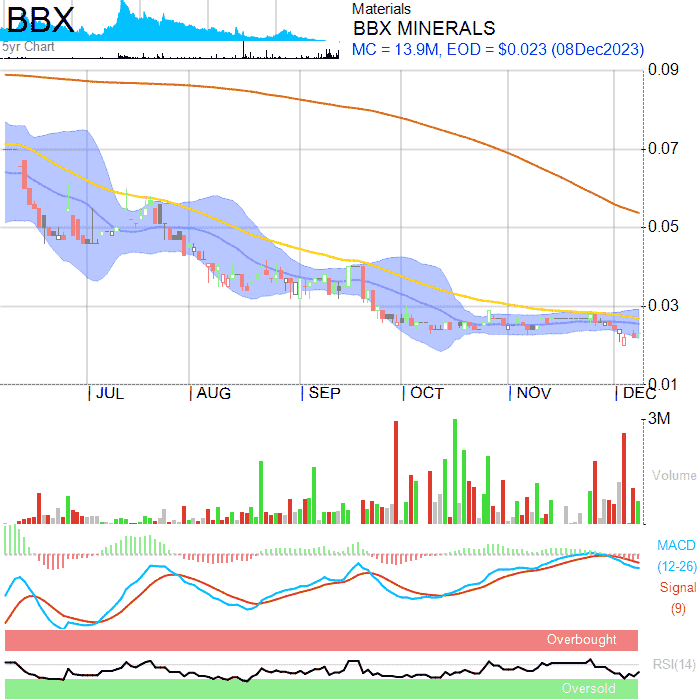 BBX
5yr Chart
Materials
BBX MINERALS
MC = 13.9M, EOD = $0.023 (08Dec2023)
0.09
0.07
0.05
0.03
0.01
JUL AUG SEP OCT NOV DEC
3M
Volume
MACD
(12-26)
Signal
(9)
Overbought
RSI(14)
Oversold